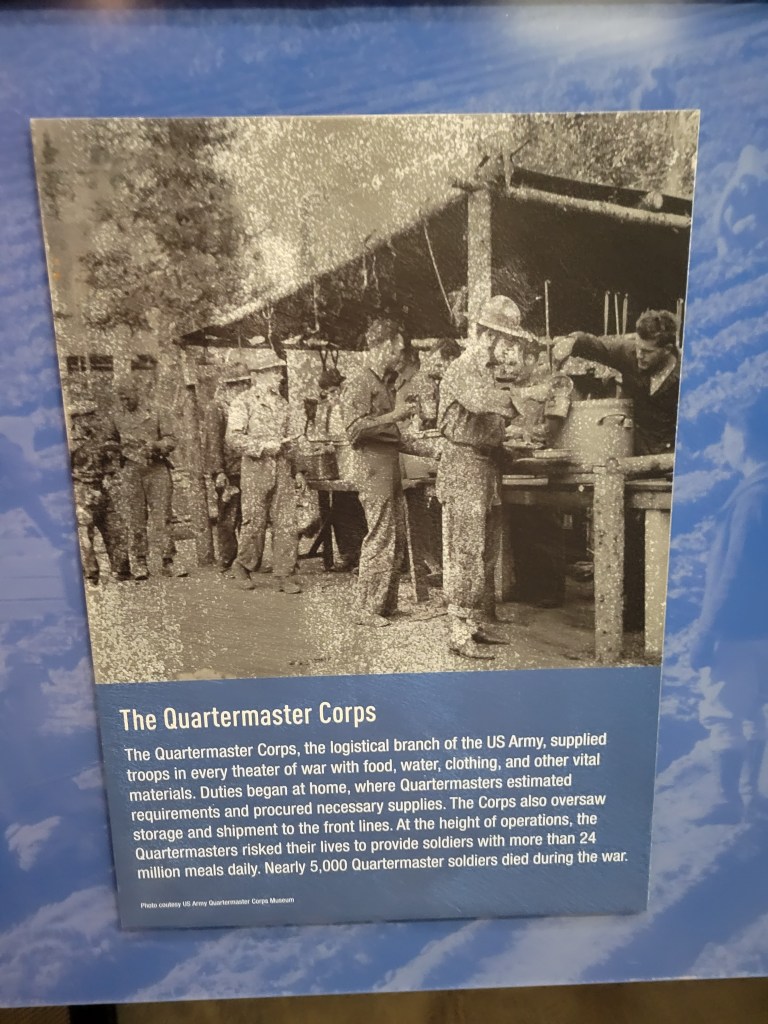 The Quartermaster Corps
The Quartermaster Corps, the logistical branch of the US Army, supplied
troops in every theater of war with food, water, clothing, and other vital
materials. Duties began at home, where Quartermasters estimated
requirements and procured necessary supplies. The Corps also oversaw
storage and shipment to the front lines. At the height of operations, the
Quartermasters risked their lives to provide soldiers with more than 24
million meals daily. Nearly 5,000 Quartermaster soldiers died during the war.
Photo coutesy US Army Quartermaster Corps Museum